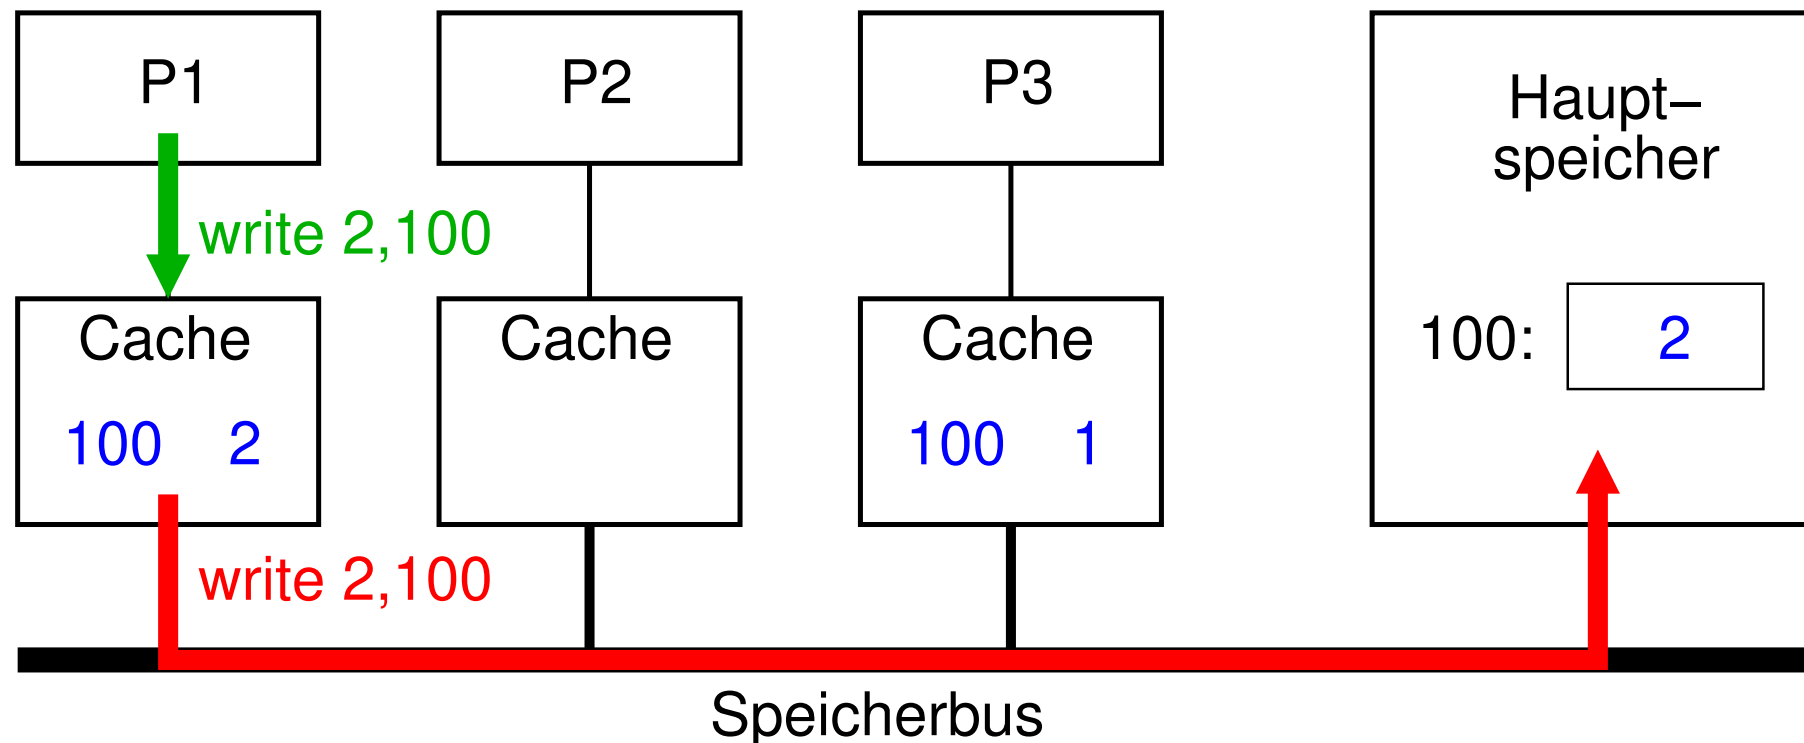 P1
P2
P3
Haupt–
speicher
write 2,100
Cache
Cache
Cache
100: 2
100 2
100 1
write 2,100
Speicherbus